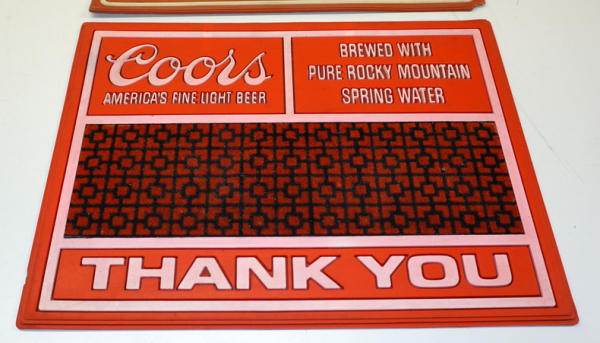 Coors
AMERICA'S FINE LIGHT BEER
BREWED WITH
PURE ROCKY MOUNTAIN
SPRING WATER
THANK YOU